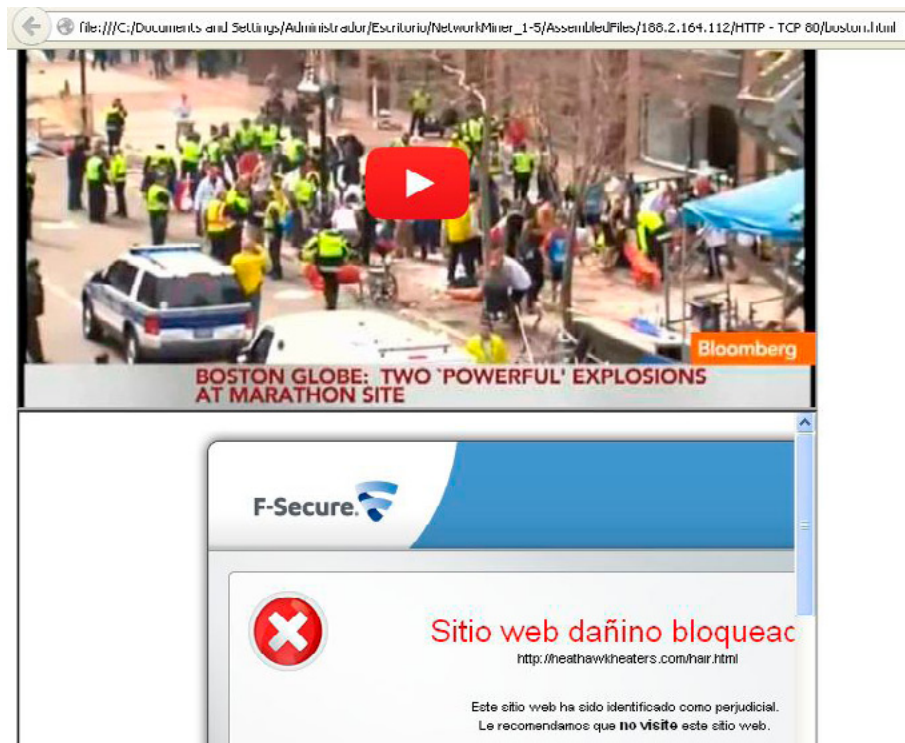 file:///C:/Documents and Settings/Administrador/Escritorio/NetworkMiner_1-5/AssembledFiles/188.2.164.112/HTTP - TCP 80/boston.html
Bloomberg
BOSTON GLOBE: TWO `POWERFUL' EXPLOSIONS
AT MARATHON SITE
F-Secure.
Sitio web dañino bloqueac
http://heathawkheaters.com/hair.html
Este sitio web ha sido identificado como perjudicial.
Le recomendamos que no visite este sitio web.